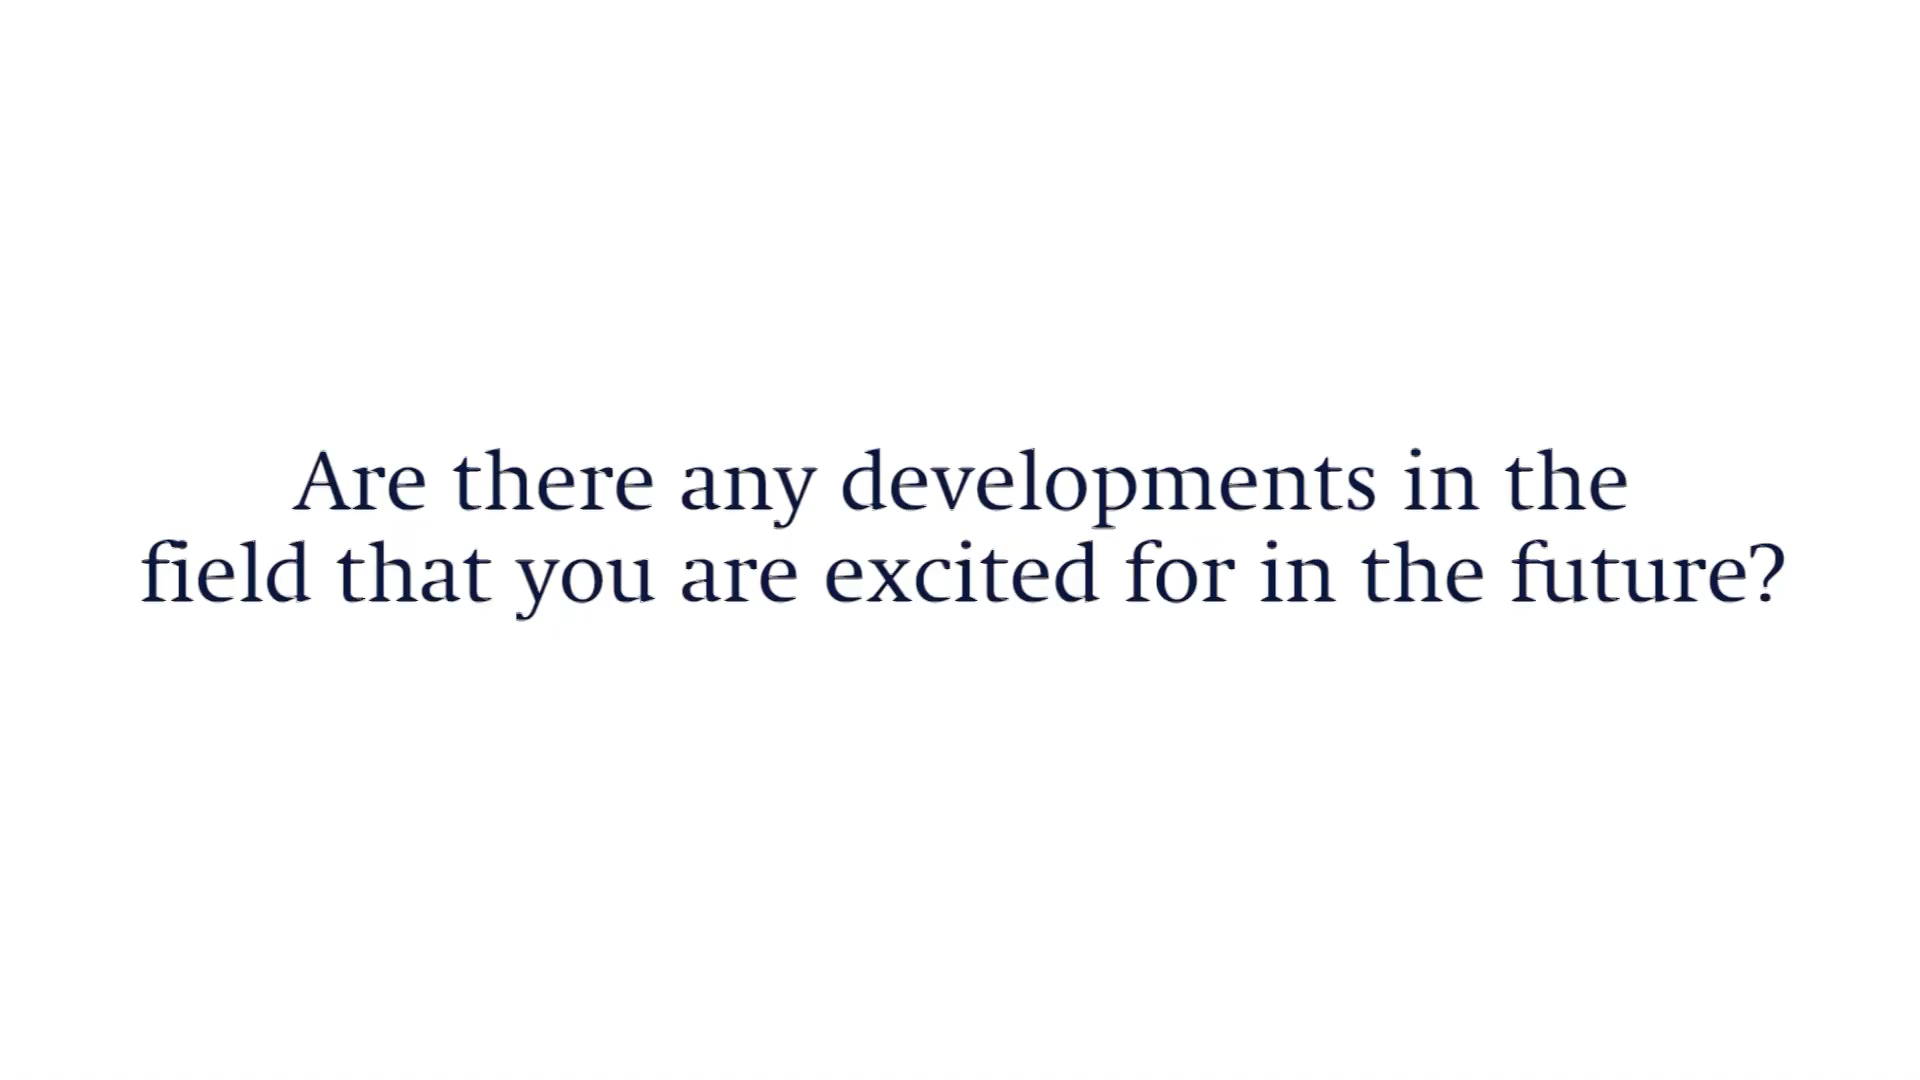 Are there any developments in the
field that you are excited for in the future?